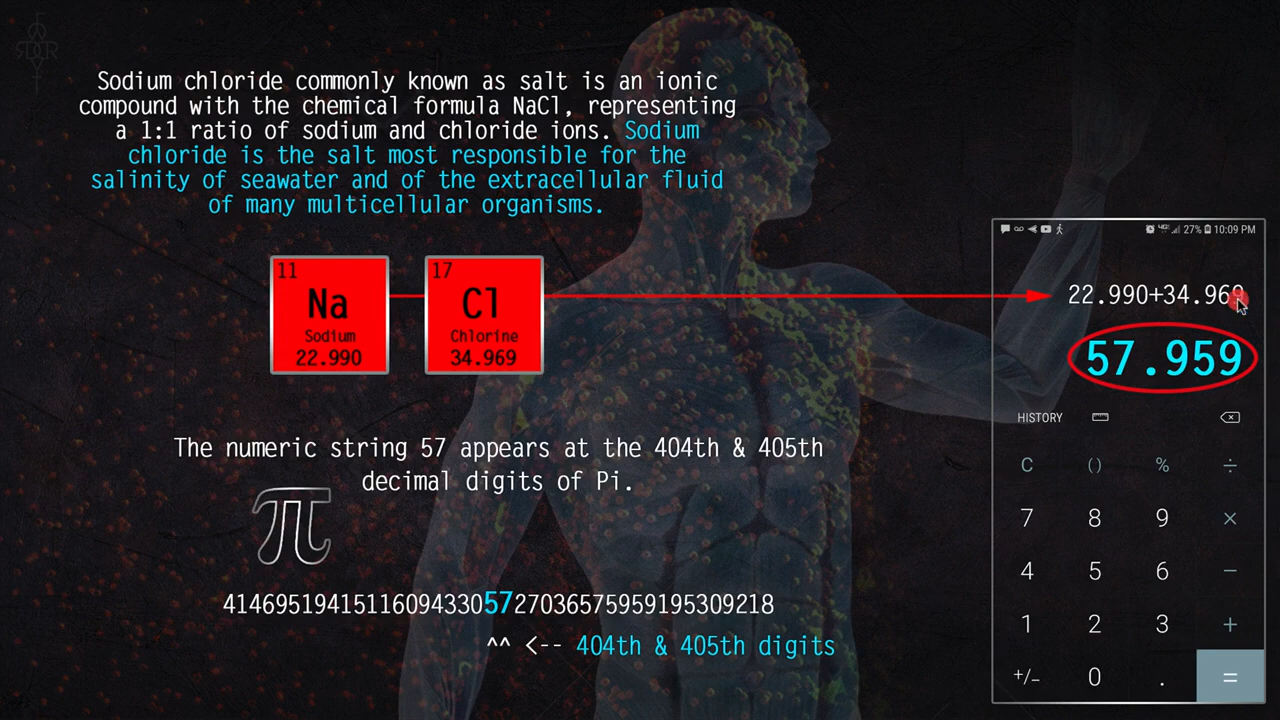 Sodium chloride commonly known as salt is an ionic
compound with the chemical formula NaCl, representing
a 1:1 ratio of sodium and chloride ions. Sodium
chloride is the salt most responsible for the
salinity of seawater and of the extracellular fluid
of many multicellular organisms.
11
Na
Sodium
22.990
17
Cl
Chlorine
34.969
27% 10:09 PM
22.990+34.969
57.959
HISTORY
C () % ÷
7 8 9 ×
4 5 6 −
1 2 3 +
+/− 0 . =
The numeric string 57 appears at the 404th & 405th
decimal digits of Pi.
π
41469519415116094330572703657595919530921 8
^^ <-- 404th & 405th digits